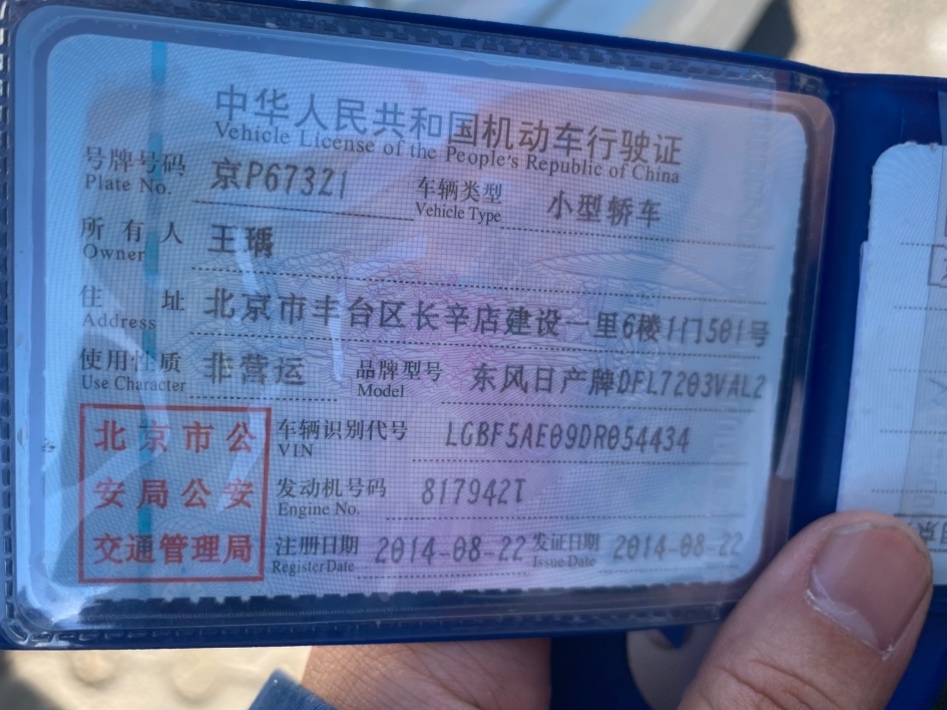 中华人民共和国机动车行驶证
Vehicle License of the People's Republic of China
号牌号码 京P67321 车辆类型 小型轿车
Plate No. Vehicle Type
所有人 王瑀
Owner
住址 北京市丰台区长辛店建设一里6楼1门501号
Address
使用性质 非营运 品牌型号 东风日产牌DFL7203VAL2
Use Character Model
北京市公 车辆识别代号 LGBF5AE09DR054434
VIN
安局公安 发动机号码 817942T
Engine No.
交通管理局 注册日期 2014-08-22 发证日期 2014-08-22
Register Date Issue Date